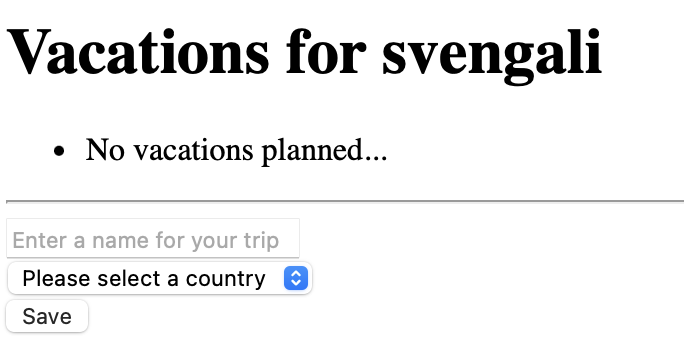 Vacations for svengali
• No vacations planned...
Enter a name for your trip
Please select a country
Save